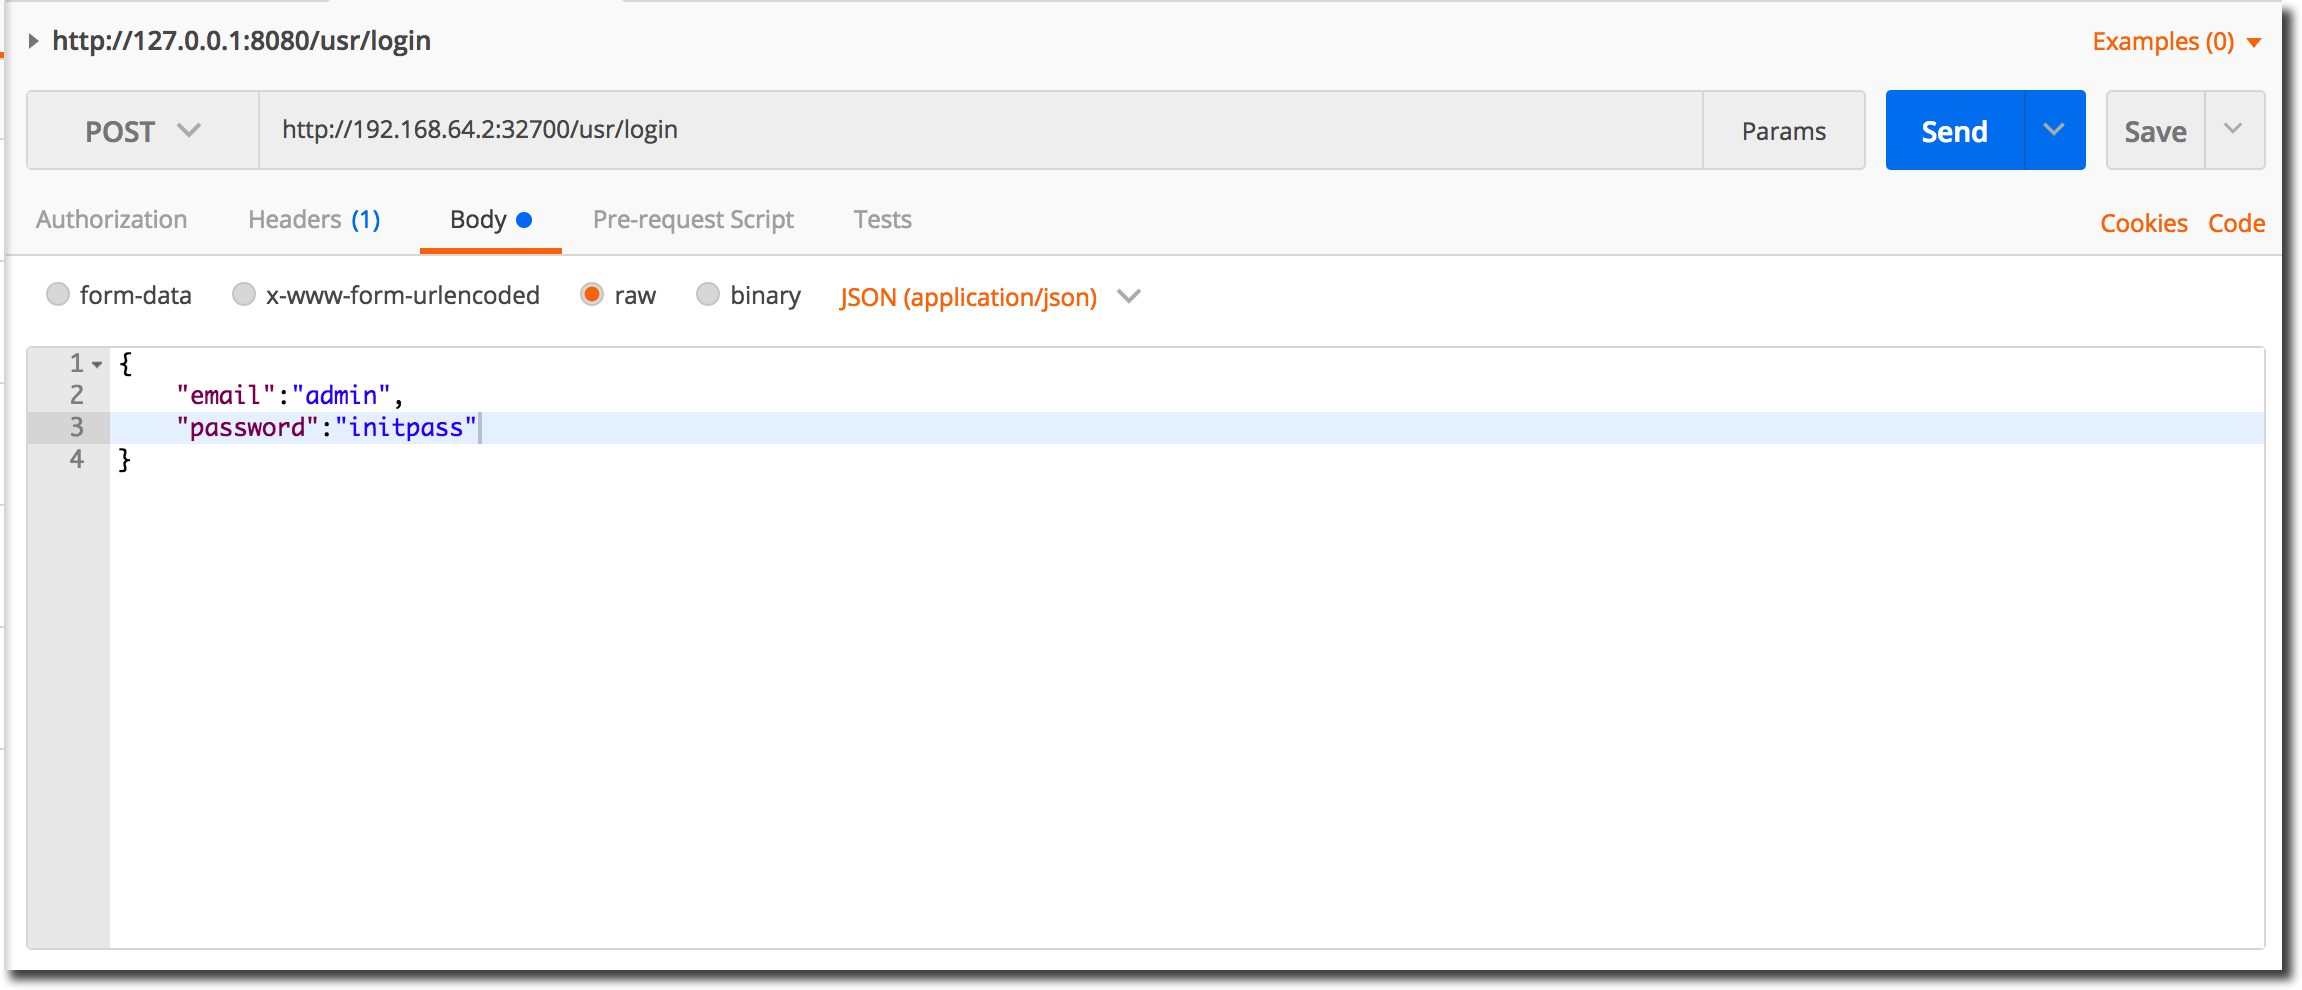 http://127.0.0.1:8080/usr/login Examples (0)
POST http://192.168.64.2:32700/usr/login Params Send Save
Authorization Headers (1) Body Pre-request Script Tests Cookies Code
form-data x-www-form-urlencoded raw binary JSON (application/json)
1 {
2 "email":"admin",
3 "password":"initpass"
4 }